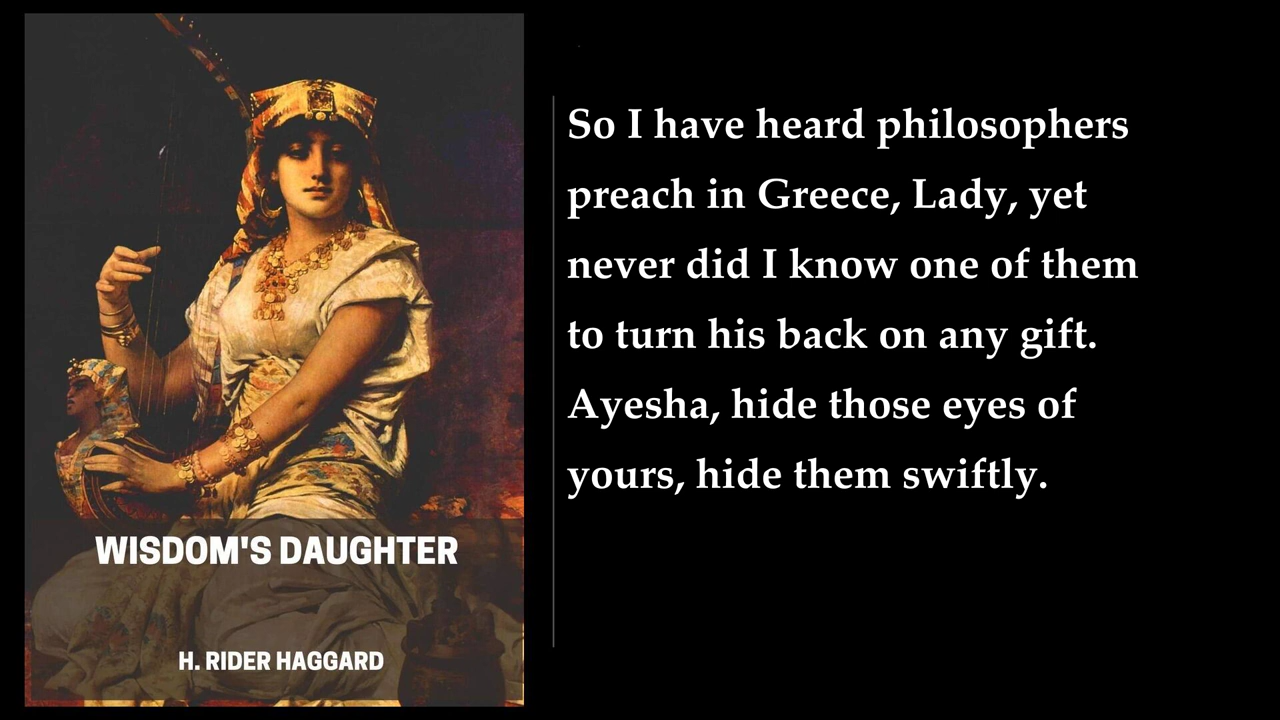 WISDOM'S DAUGHTER
H. RIDER HAGGARD
So I have heard philosophers
preach in Greece, Lady, yet
never did I know one of them
to turn his back on any gift.
Ayesha, hide those eyes of
yours, hide them swiftly.